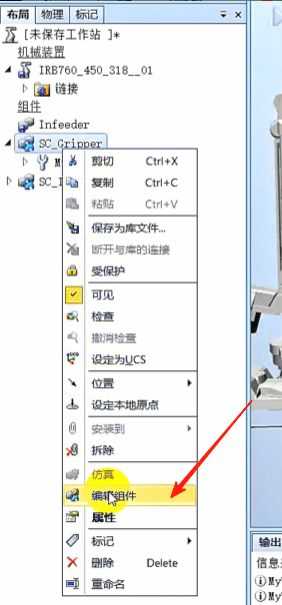 布局 物理 标记
[未保存工作站 ]*
机械装置
IRB760_450_318__01
链接
组件
Infeeder
SC_Gripper
M
SC_I
剪切 Ctrl+X
复制 Ctrl+C
粘贴 Ctrl+V
保存为库文件...
断开与库的连接
受保护
可见
检查
撤消检查
设定为UCS
位置
设定本地原点
安装到
拆除
仿真
编辑组件
属性
标记
删除 Delete
重命名
输出
信息
My
My